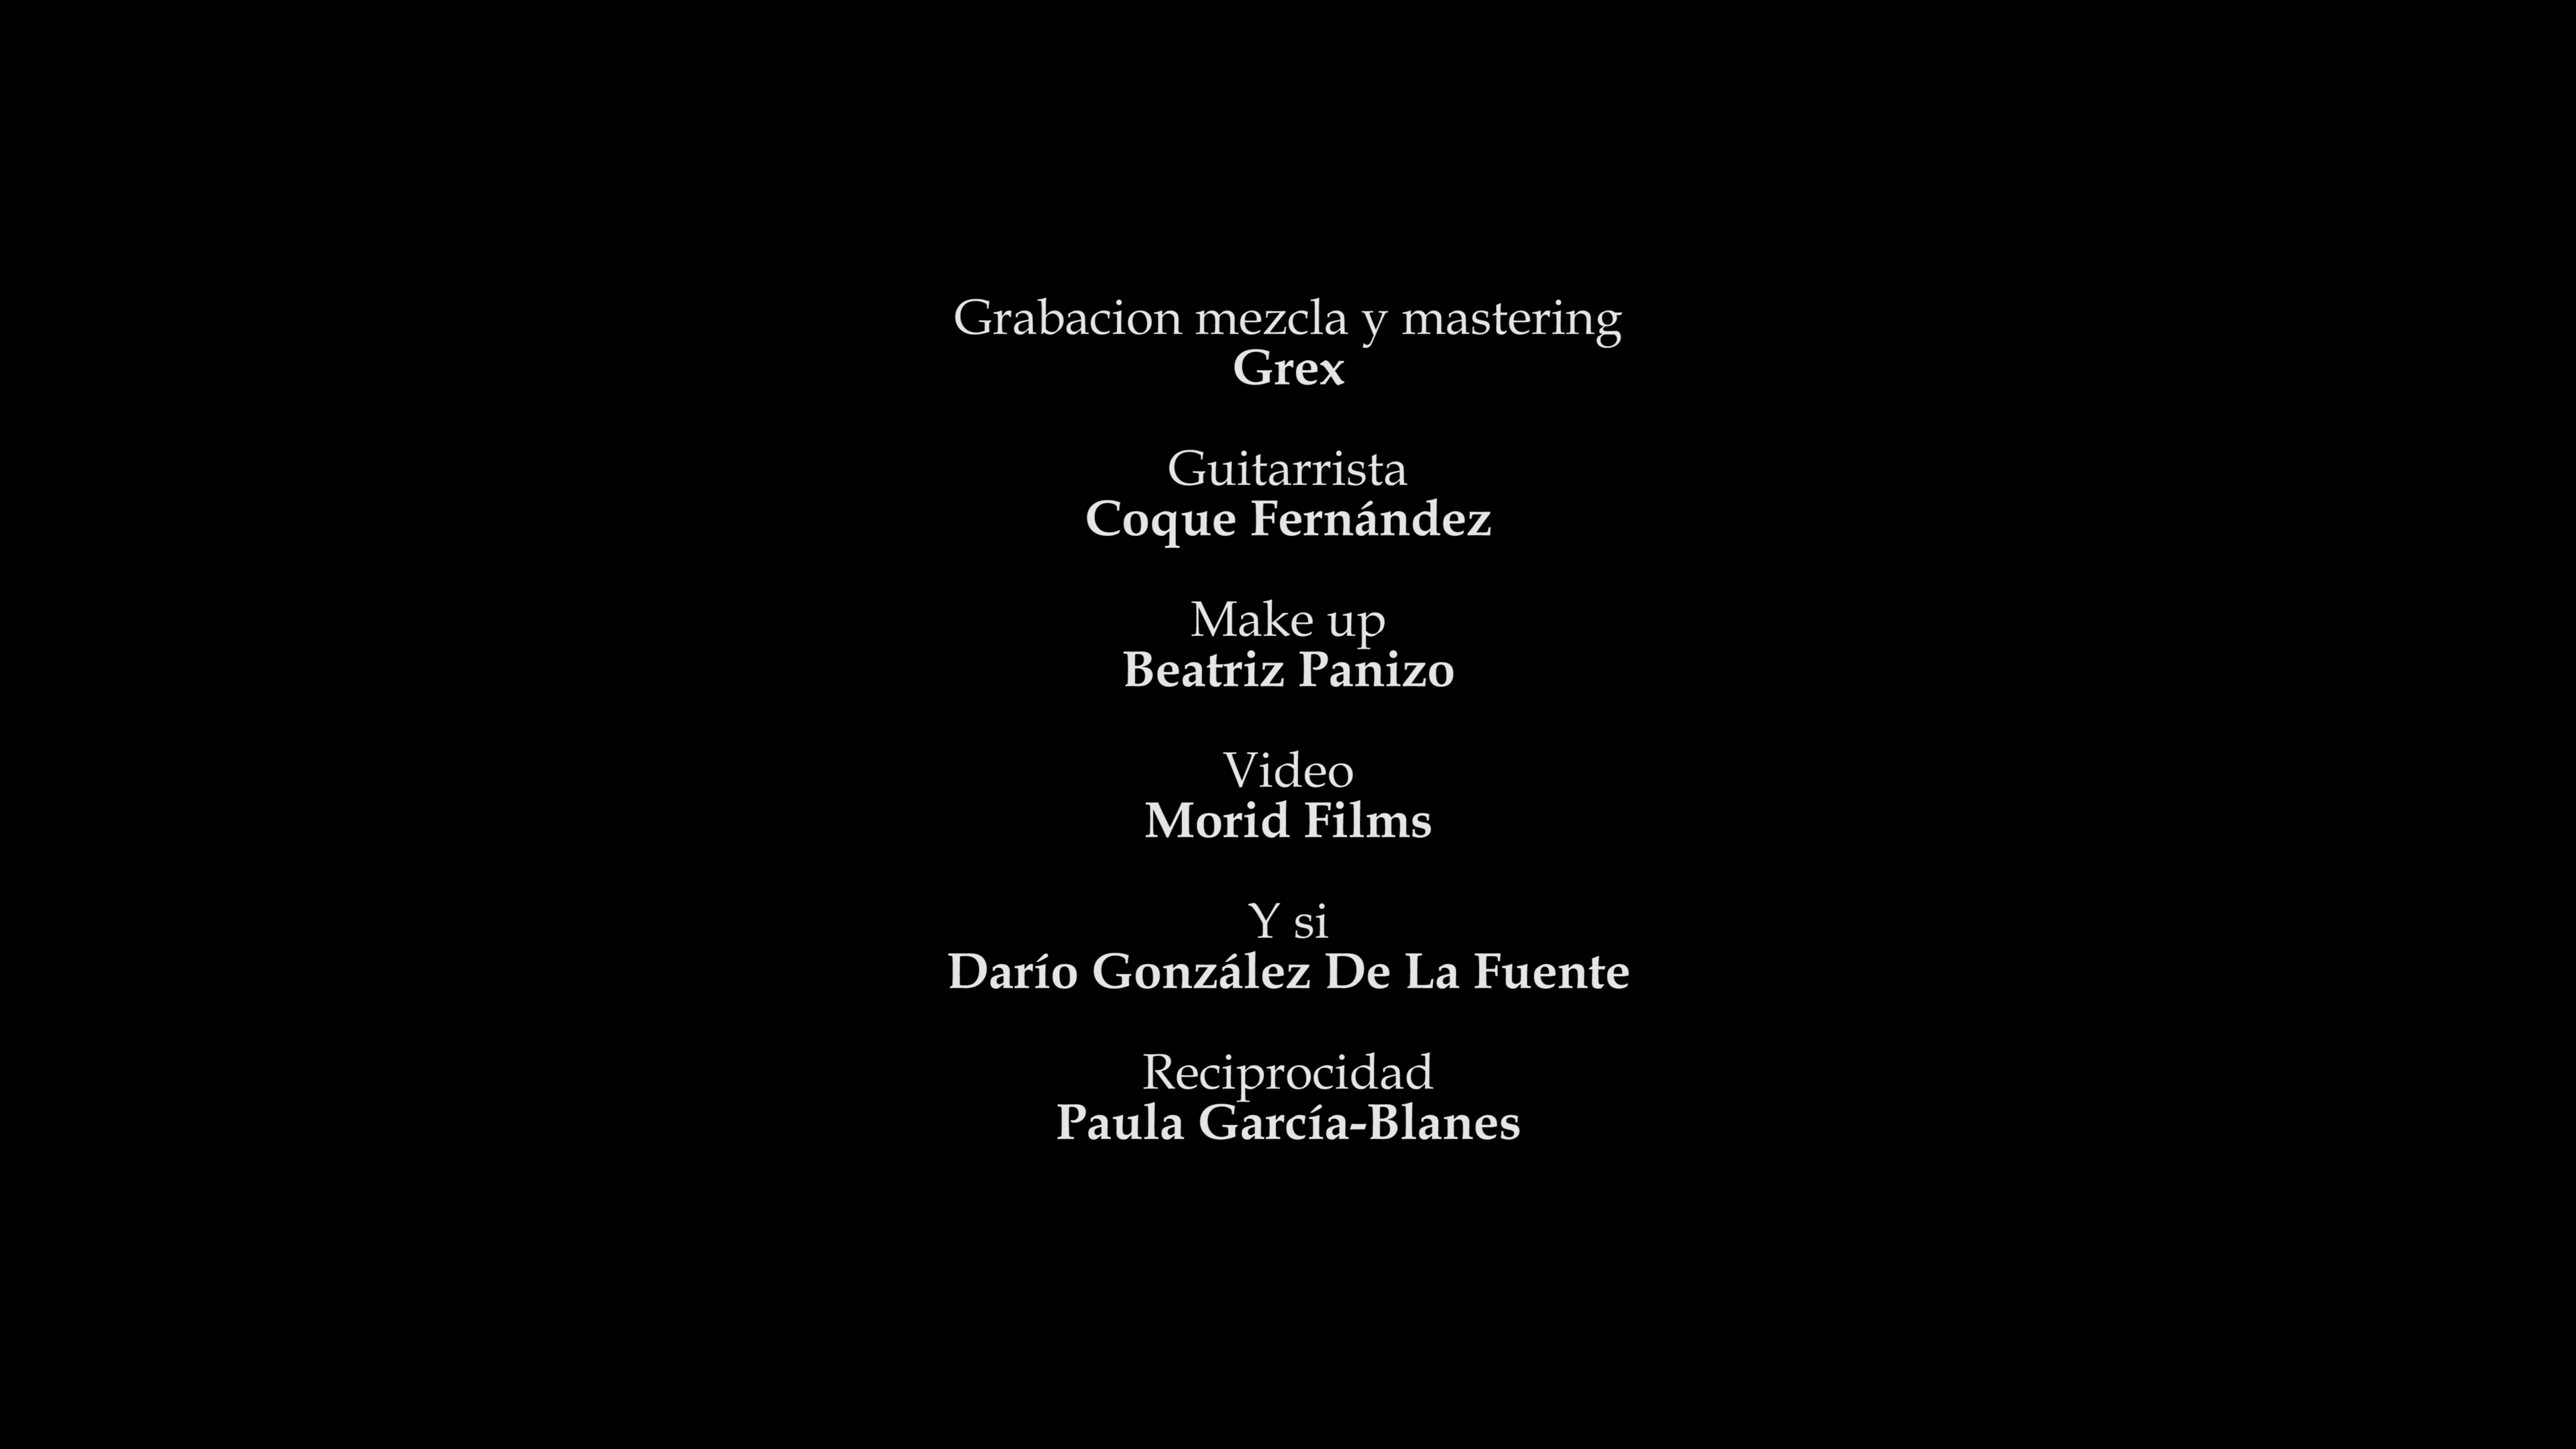 Grabacion mezcla y mastering
Grex
Guitarrista
Coque Fernández
Make up
Beatriz Panizo
Video
Morid Films
Y si
Darío González De La Fuente
Reciprocidad
Paula García-Blanes